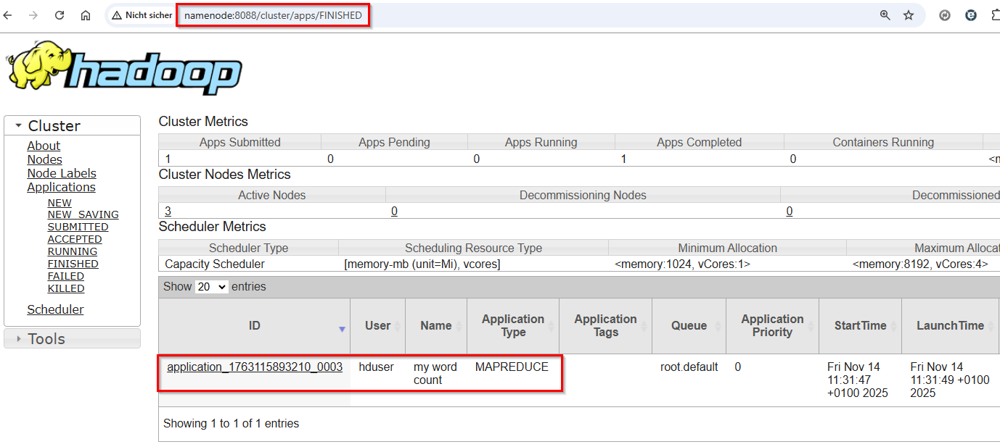 Nicht sicher
namenode:8088/cluster/apps/FINISHED
hadoop
Cluster
About
Nodes
Node Labels
Applications
NEW
NEW_SAVING
SUBMITTED
ACCEPTED
RUNNING
FINISHED
FAILED
KILLED
Scheduler
Tools
Cluster Metrics
Apps Submitted Apps Pending Apps Running Apps Completed Containers Running
1 0 0 1 0 <m
Cluster Nodes Metrics
Active Nodes Decommissioning Nodes Decommissioned
3 0 0
Scheduler Metrics
Scheduler Type Scheduling Resource Type Minimum Allocation Maximum Allocat
Capacity Scheduler [memory-mb (unit=Mi), vcores] <memory:1024, vCores:1> <memory:8192, vCores:4>
Show 20 entries
ID User Name Application Type Application Tags Queue Application Priority StartTime LaunchTime
application_1763115893210_0003 hduser my word count MAPREDUCE root.default 0 Fri Nov 14 11:31:47 +0100 2025 Fri Nov 14 11:31:49 +0100 2025
Showing 1 to 1 of 1 entries